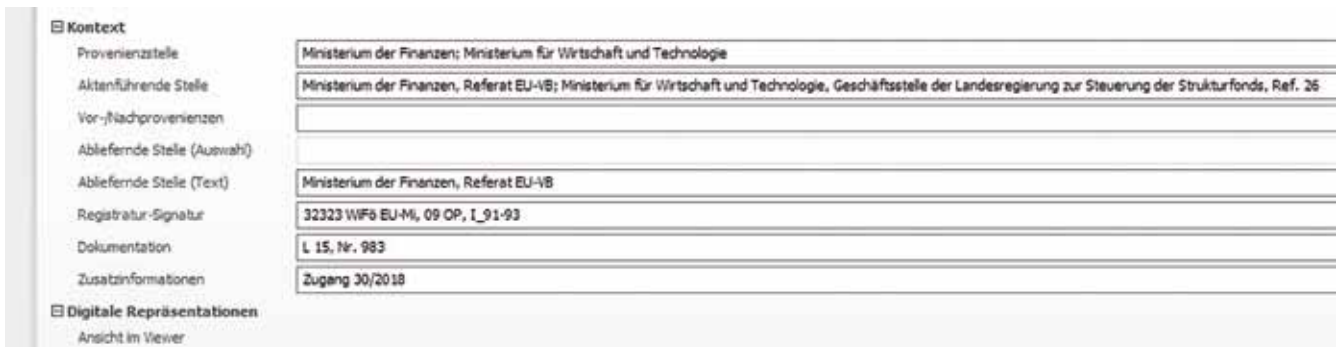 Kontext
Provenienzstelle Ministerium der Finanzen; Ministerium für Wirtschaft und Technologie
Aktenführende Stelle Ministerium der Finanzen, Referat EU-VB; Ministerium für Wirtschaft und Technologie, Geschäftsstelle der Landesregierung zur Steuerung der Strukturfonds, Ref. 26
Vor-/Nachprovenienzen
Abliefernde Stelle (Auswahl)
Abliefernde Stelle (Text) Ministerium der Finanzen, Referat EU-VB
Registratur-Signatur 32323 WiFö EU-Mi, 09 OP, I_91-93
Dokumentation L 15, Nr. 983
Zusatzinformationen Zugang 30/2018
Digitale Repräsentationen
Ansicht im Viewer